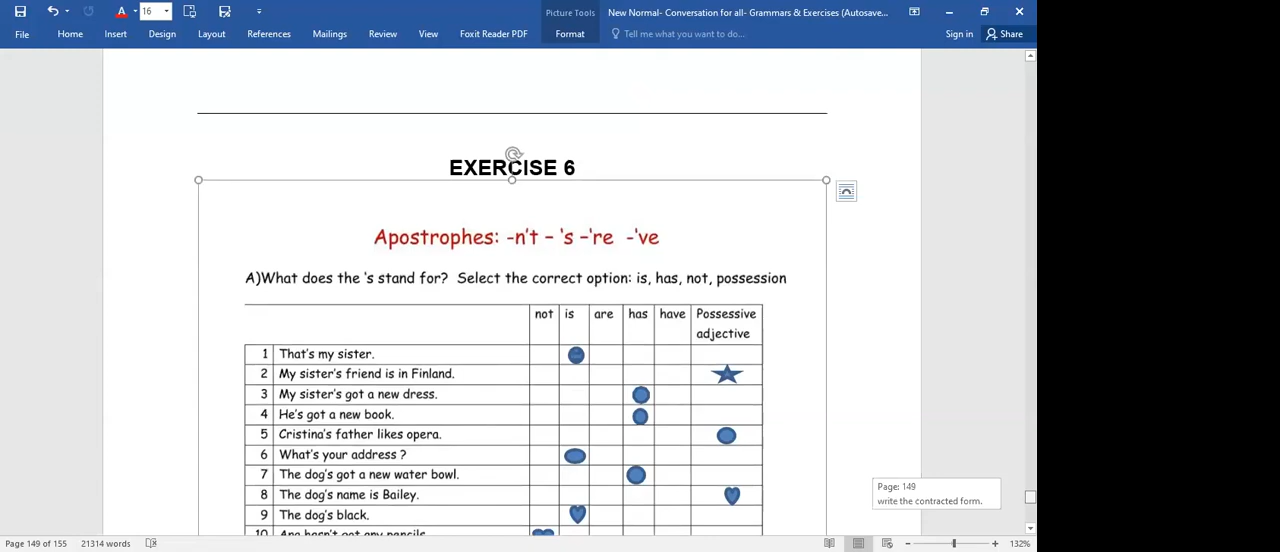 16
Picture Tools
New Normal- Conversation for all- Grammars & Exercises (Autosave...
File
Home
Insert
Design
Layout
References
Mailings
Review
View
Foxit Reader PDF
Format
Tell me what you want to do...
Sign in
Share
EXERCISE 6
Apostrophes: -n't – 's –'re -'ve
A)What does the 's stand for? Select the correct option: is, has, not, possession
not is are has have Possessive
adjective
1 That's my sister.
2 My sister's friend is in Finland.
3 My sister's got a new dress.
4 He's got a new book.
5 Cristina's father likes opera.
6 What's your address ?
7 The dog's got a new water bowl.
8 The dog's name is Bailey.
9 The dog's black.
10 Ana hasn't got any pencils.
Page: 149
write the contracted form.
Page 149 of 155 21314 words
132%